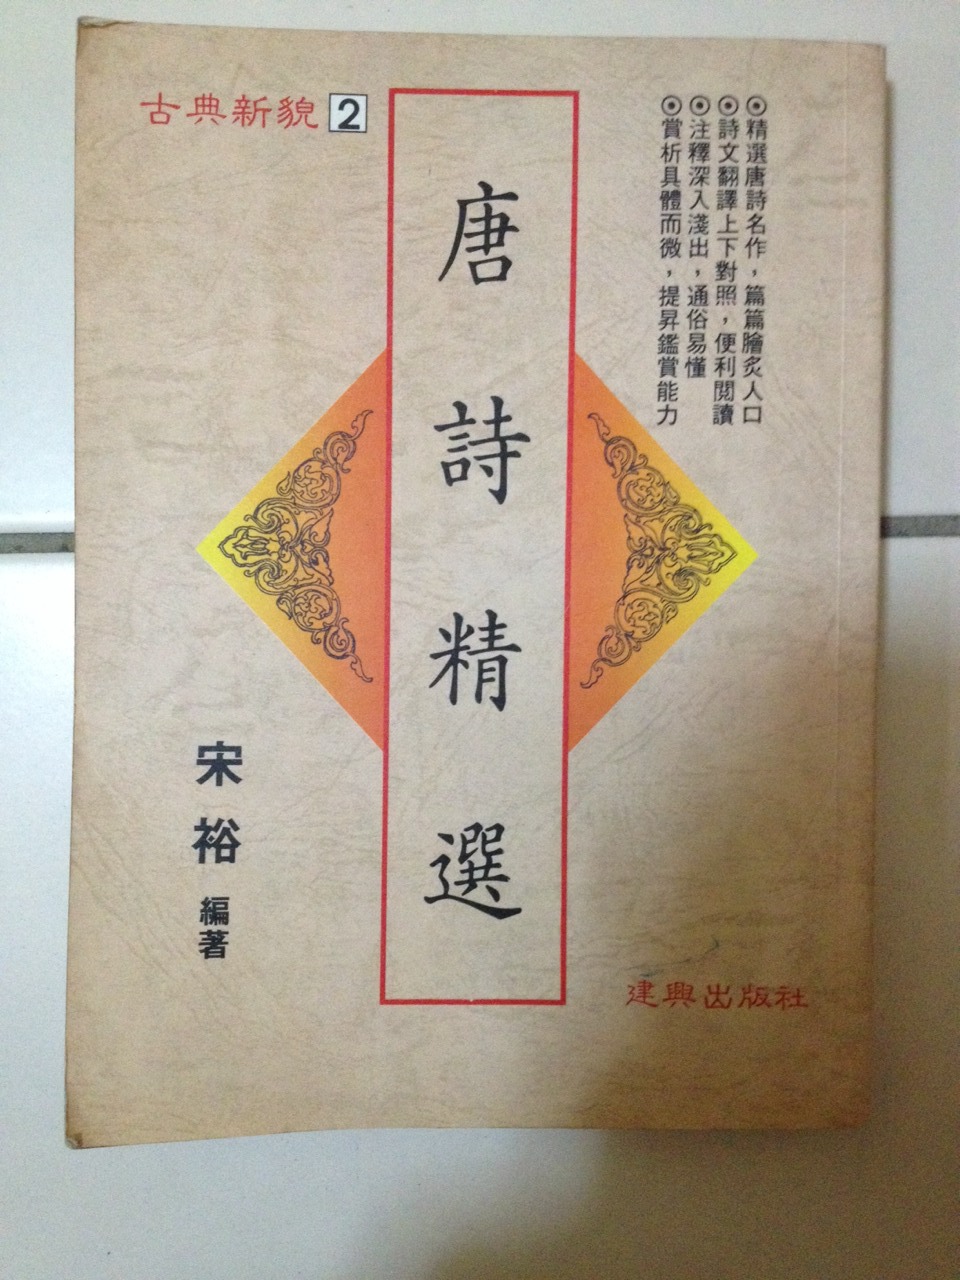 古典新貌2
◉精選唐詩名作，篇篇膾炙人口
◉詩文翻譯上下對照，便利閱讀
◉注釋深入淺出，通俗易懂
◉賞析具體而微，提昇鑑賞能力
唐詩精選
宋裕編著
建興出版社